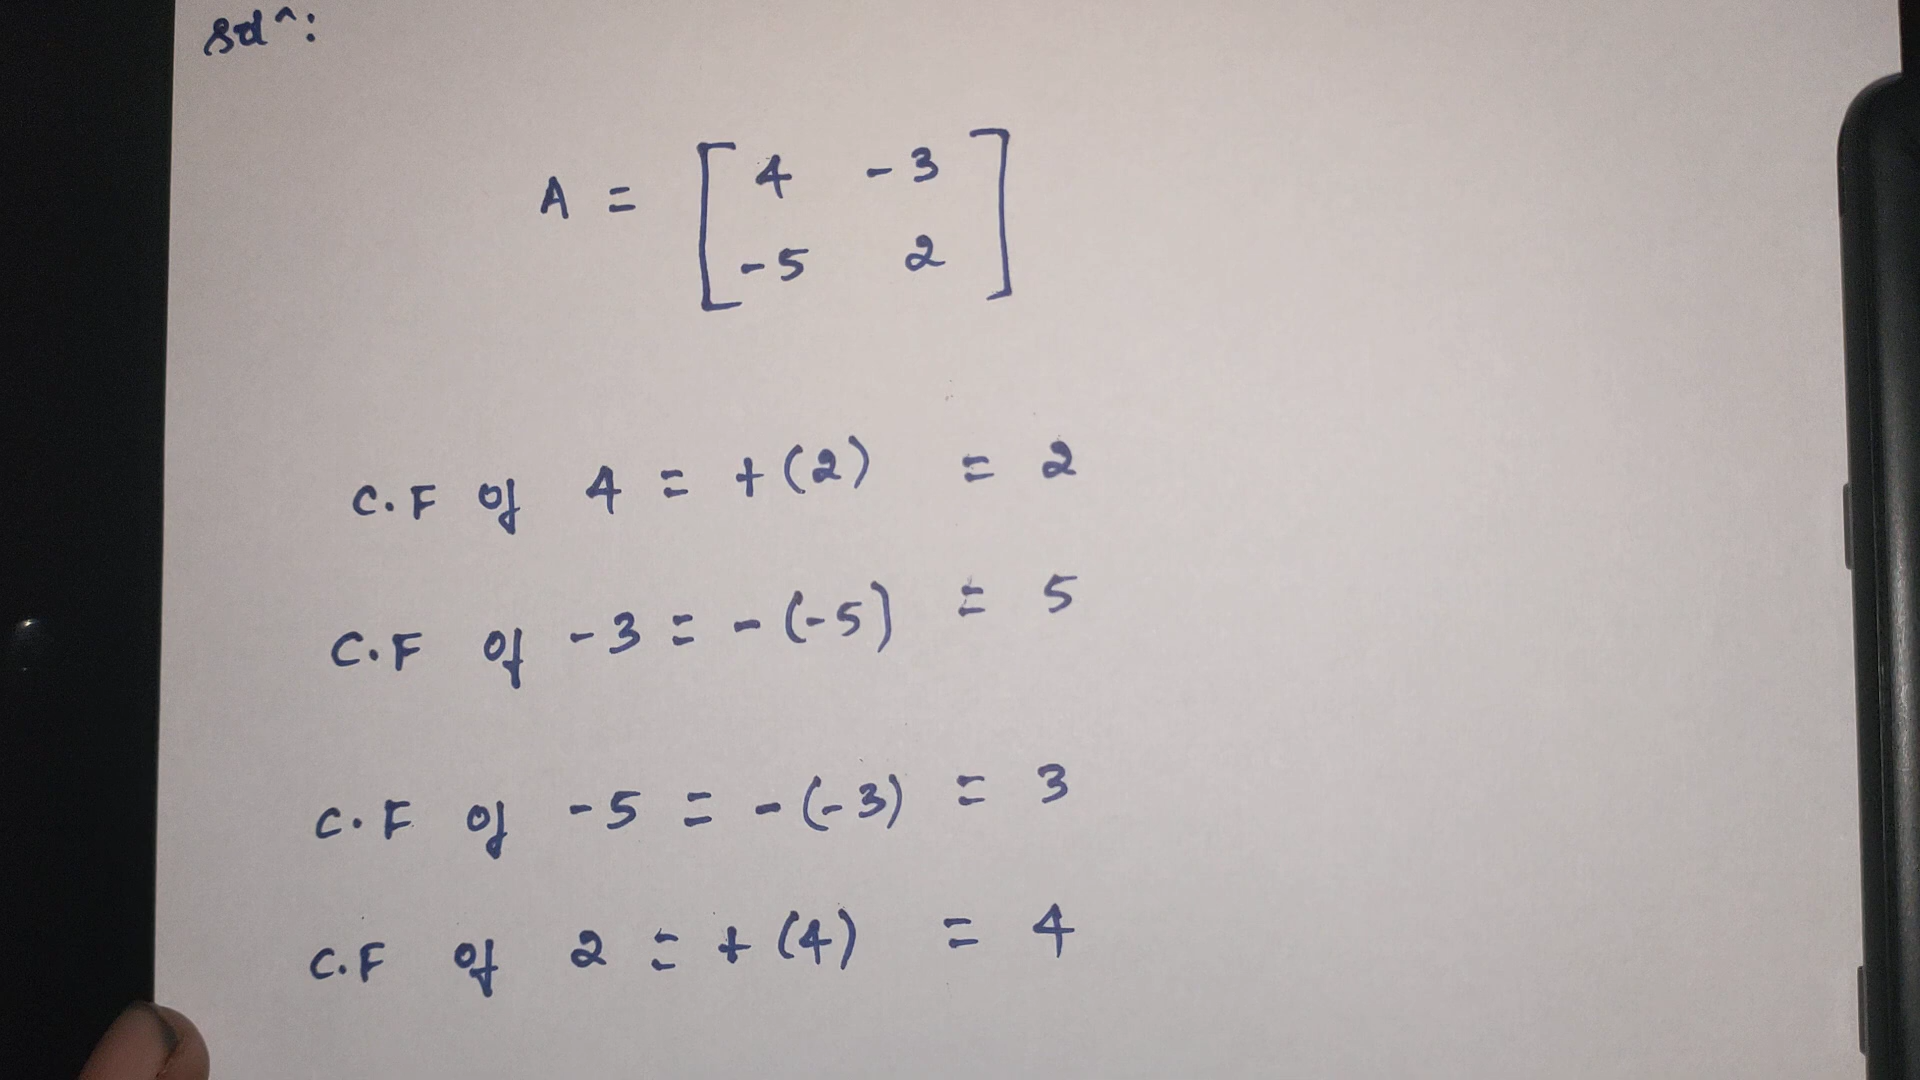 Sol^:
A = [ 4 -3
-5 2 ]
C.F of 4 = +(2) = 2
C.F of -3 = -(-5) = 5
C.F of -5 = -(-3) = 3
C.F of 2 = +(4) = 4